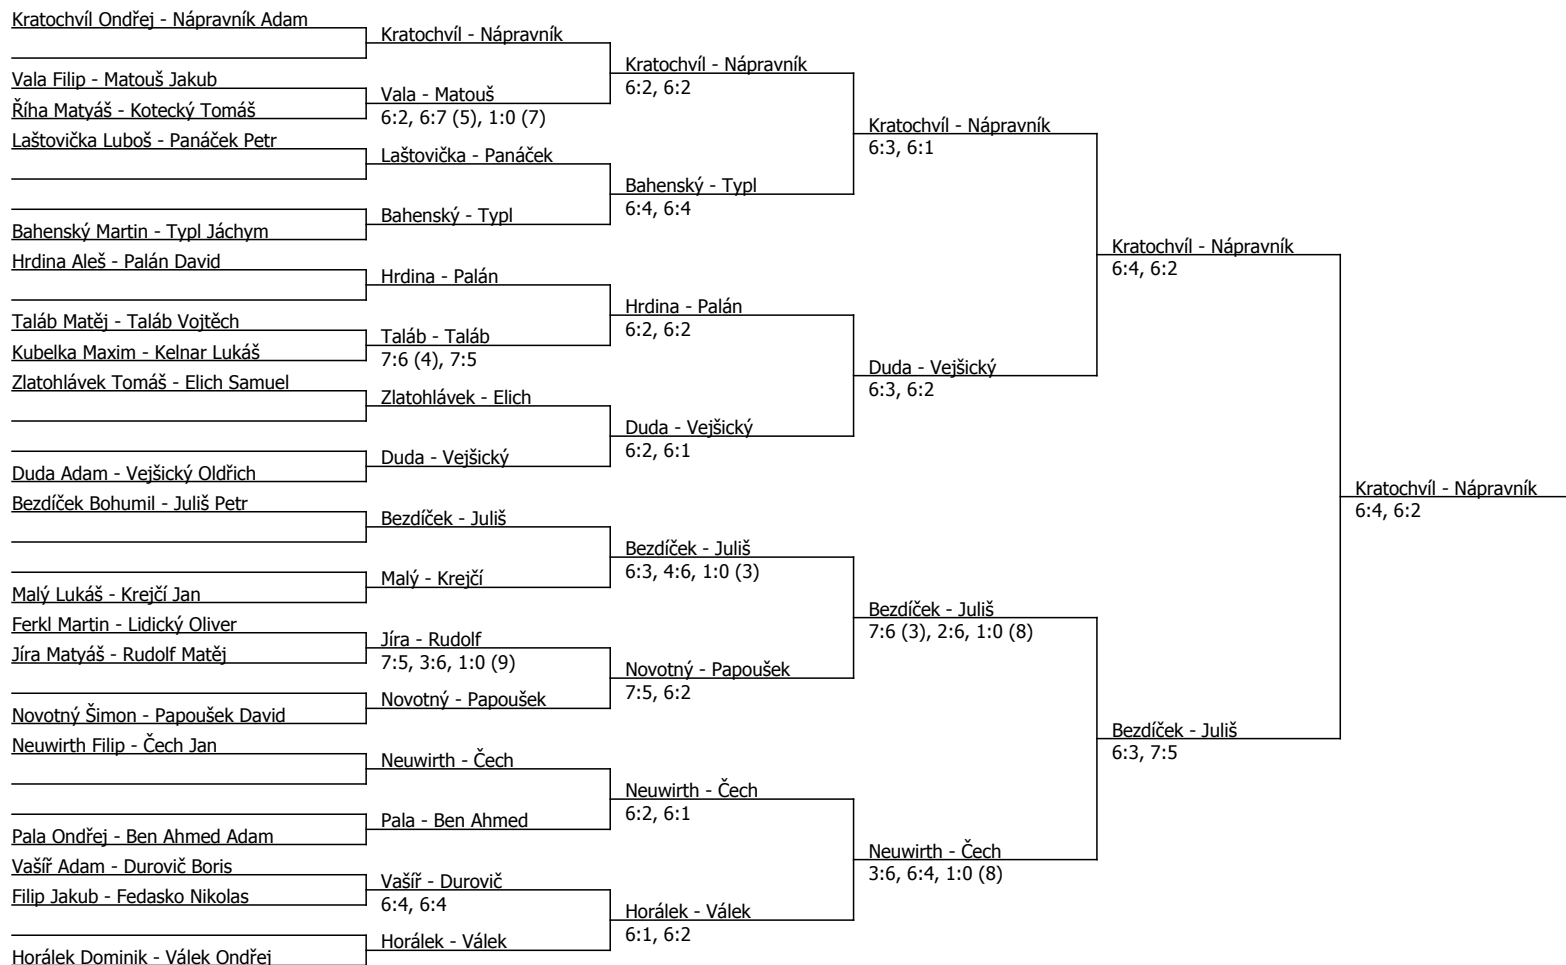 Kratochvíl Ondřej - Nápravník Adam
Vala Filip - Matouš Jakub
Říha Matyáš - Kotecký Tomáš
Laštovička Luboš - Panáček Petr
Bahenský Martin - Typl Jáchym
Hrdina Aleš - Palán David
Taláb Matěj - Taláb Vojtěch
Kubelka Maxim - Kelnar Lukáš
Zlatohlávek Tomáš - Elich Samuel
Duda Adam - Vejšický Oldřich
Bezdíček Bohumil - Juliš Petr
Malý Lukáš - Krejčí Jan
Ferkl Martin - Lidický Oliver
Jíra Matyáš - Rudolf Matěj
Novotný Šimon - Papoušek David
Neuwirth Filip - Čech Jan
Pala Ondřej - Ben Ahmed Adam
Vašíř Adam - Durovič Boris
Filip Jakub - Fedasko Nikolas
Horálek Dominik - Válek Ondřej
Kratochvíl - Nápravník
Vala - Matouš
6:2, 6:7 (5), 1:0 (7)
Laštovička - Panáček
Bahenský - Typl
Hrdina - Palán
Taláb - Taláb
7:6 (4), 7:5
Zlatohlávek - Elich
Duda - Vejšický
Bezdíček - Juliš
Malý - Krejčí
Jíra - Rudolf
7:5, 3:6, 1:0 (9)
Novotný - Papoušek
Neuwirth - Čech
Pala - Ben Ahmed
Vašíř - Durovič
6:4, 6:4
Horálek - Válek
Kratochvíl - Nápravník
6:2, 6:2
Bahenský - Typl
6:4, 6:4
Hrdina - Palán
6:2, 6:2
Duda - Vejšický
6:2, 6:1
Bezdíček - Juliš
6:3, 4:6, 1:0 (3)
Novotný - Papoušek
7:5, 6:2
Neuwirth - Čech
6:2, 6:1
Horálek - Válek
6:1, 6:2
Kratochvíl - Nápravník
6:3, 6:1
Duda - Vejšický
6:3, 6:2
Bezdíček - Juliš
7:6 (3), 2:6, 1:0 (8)
Neuwirth - Čech
3:6, 6:4, 1:0 (8)
Kratochvíl - Nápravník
6:4, 6:2
Bezdíček - Juliš
6:3, 7:5
Kratochvíl - Nápravník
6:4, 6:2